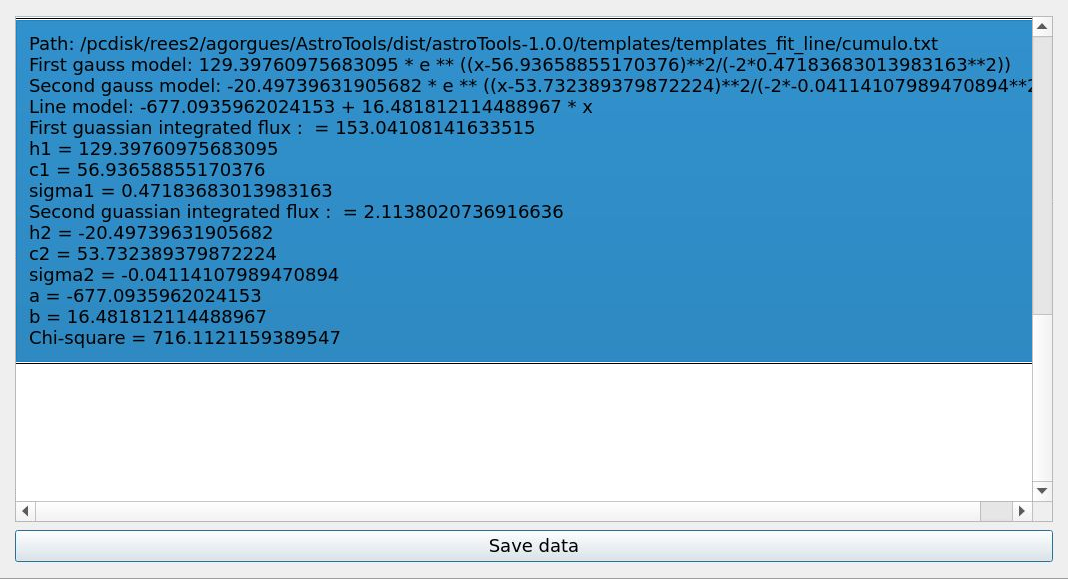 Path: /pcdisk/rees2/agorgues/AstroTools/dist/astroTools-1.0.0/templates/templates_fit_line/cumulo.txt
First gauss model: 129.39760975683095 * e ** ((x-56.93658855170376)**2/(-2*0.47183683013983163**2))
Second gauss model: -20.49739631905682 * e ** ((x-53.732389379872224)**2/(-2*-0.04114107989470894**2
Line model: -677.0935962024153 + 16.481812114488967 * x
First guassian integrated flux :  = 153.04108141633515
h1 = 129.39760975683095
c1 = 56.93658855170376
sigma1 = 0.47183683013983163
Second guassian integrated flux :  = 2.1138020736916636
h2 = -20.49739631905682
c2 = 53.732389379872224
sigma2 = -0.04114107989470894
a = -677.0935962024153
b = 16.481812114488967
Chi-square = 716.1121159389547
Save data